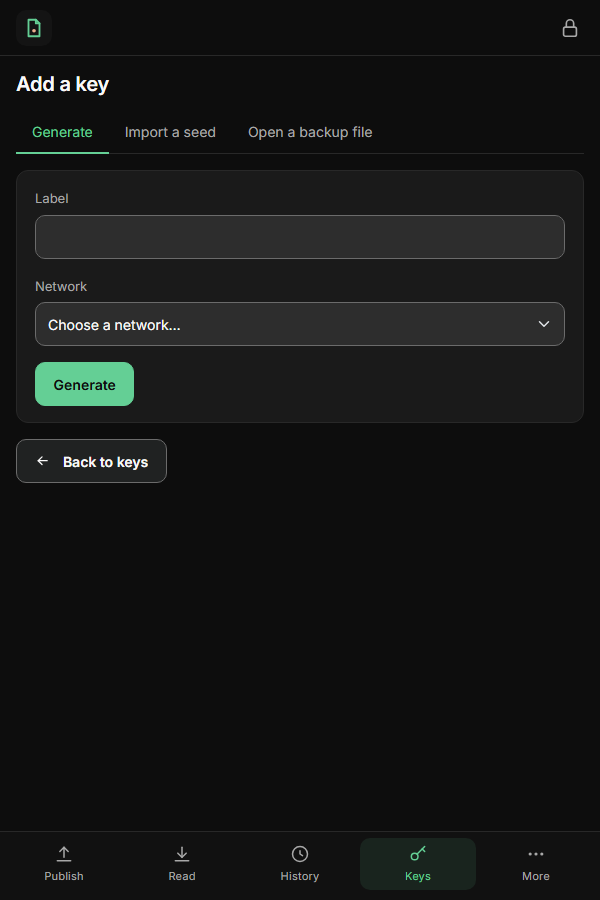 Add a key
Generate
Import a seed
Open a backup file
Label
Network
Choose a network...
Generate
Back to keys
Publish
Read
History
Keys
More